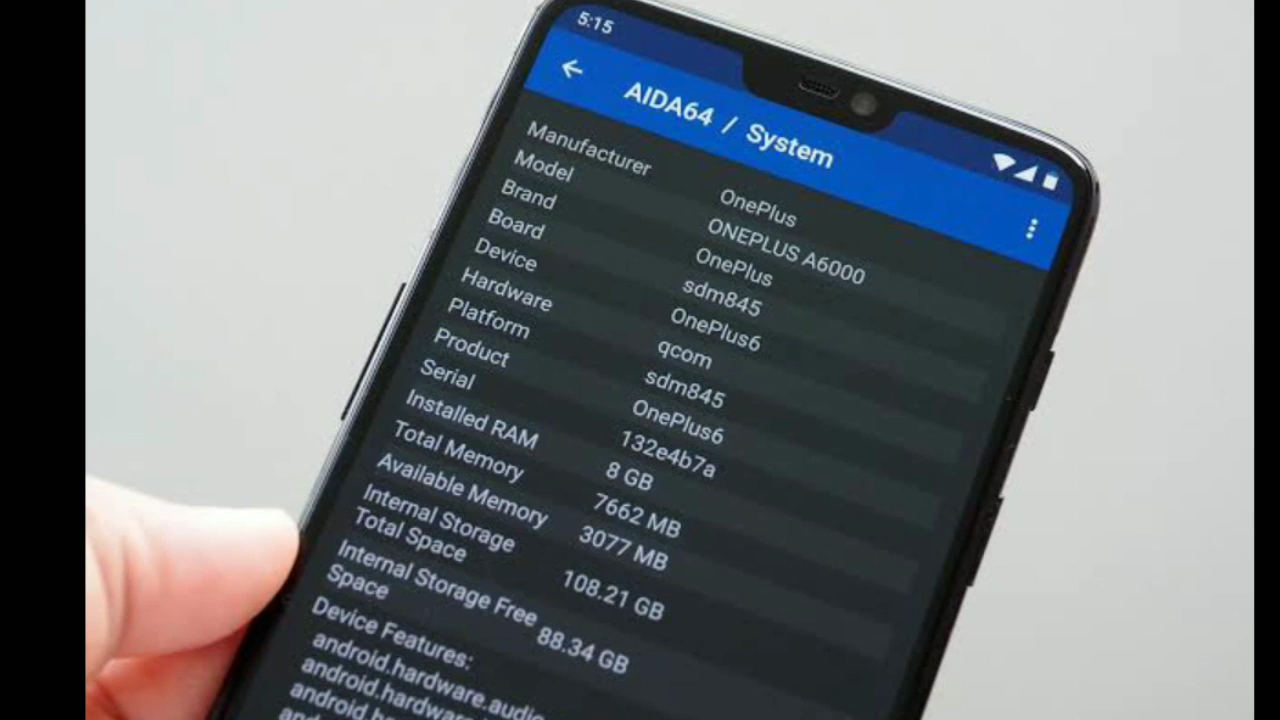 5:15
AIDA64 / System
Manufacturer OnePlus
Model ONEPLUS A6000
Brand OnePlus
Board sdm845
Device OnePlus6
Hardware qcom
Platform sdm845
Product OnePlus6
Serial 132e4b7a
Installed RAM 8 GB
Total Memory 7662 MB
Available Memory 3077 MB
Internal Storage
Total Space 108.21 GB
Internal Storage Free
Space 88.34 GB
Device Features:
android.hardware.audio
android.hardware
android.h
android